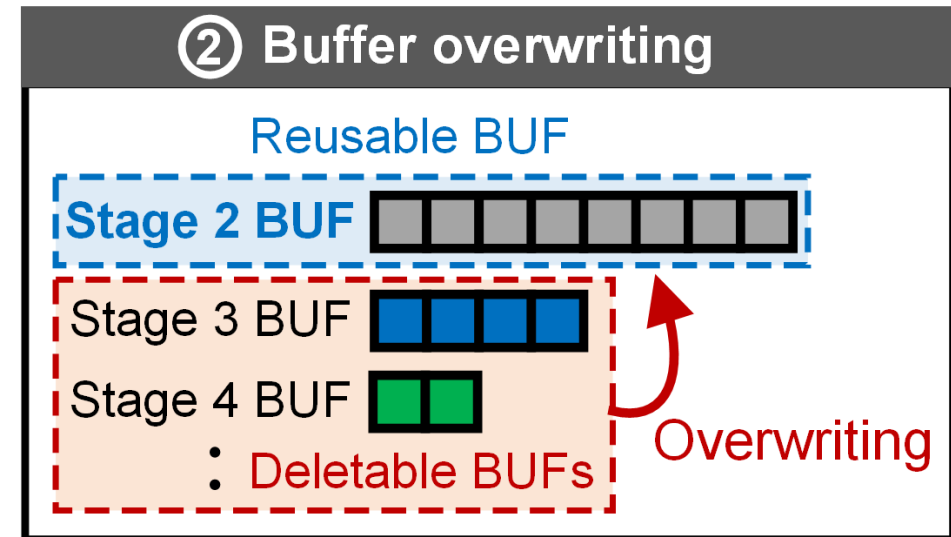 ② Buffer overwriting
Reusable BUF
Stage 2 BUF
Stage 3 BUF
Stage 4 BUF
: Deletable BUFs
Overwriting